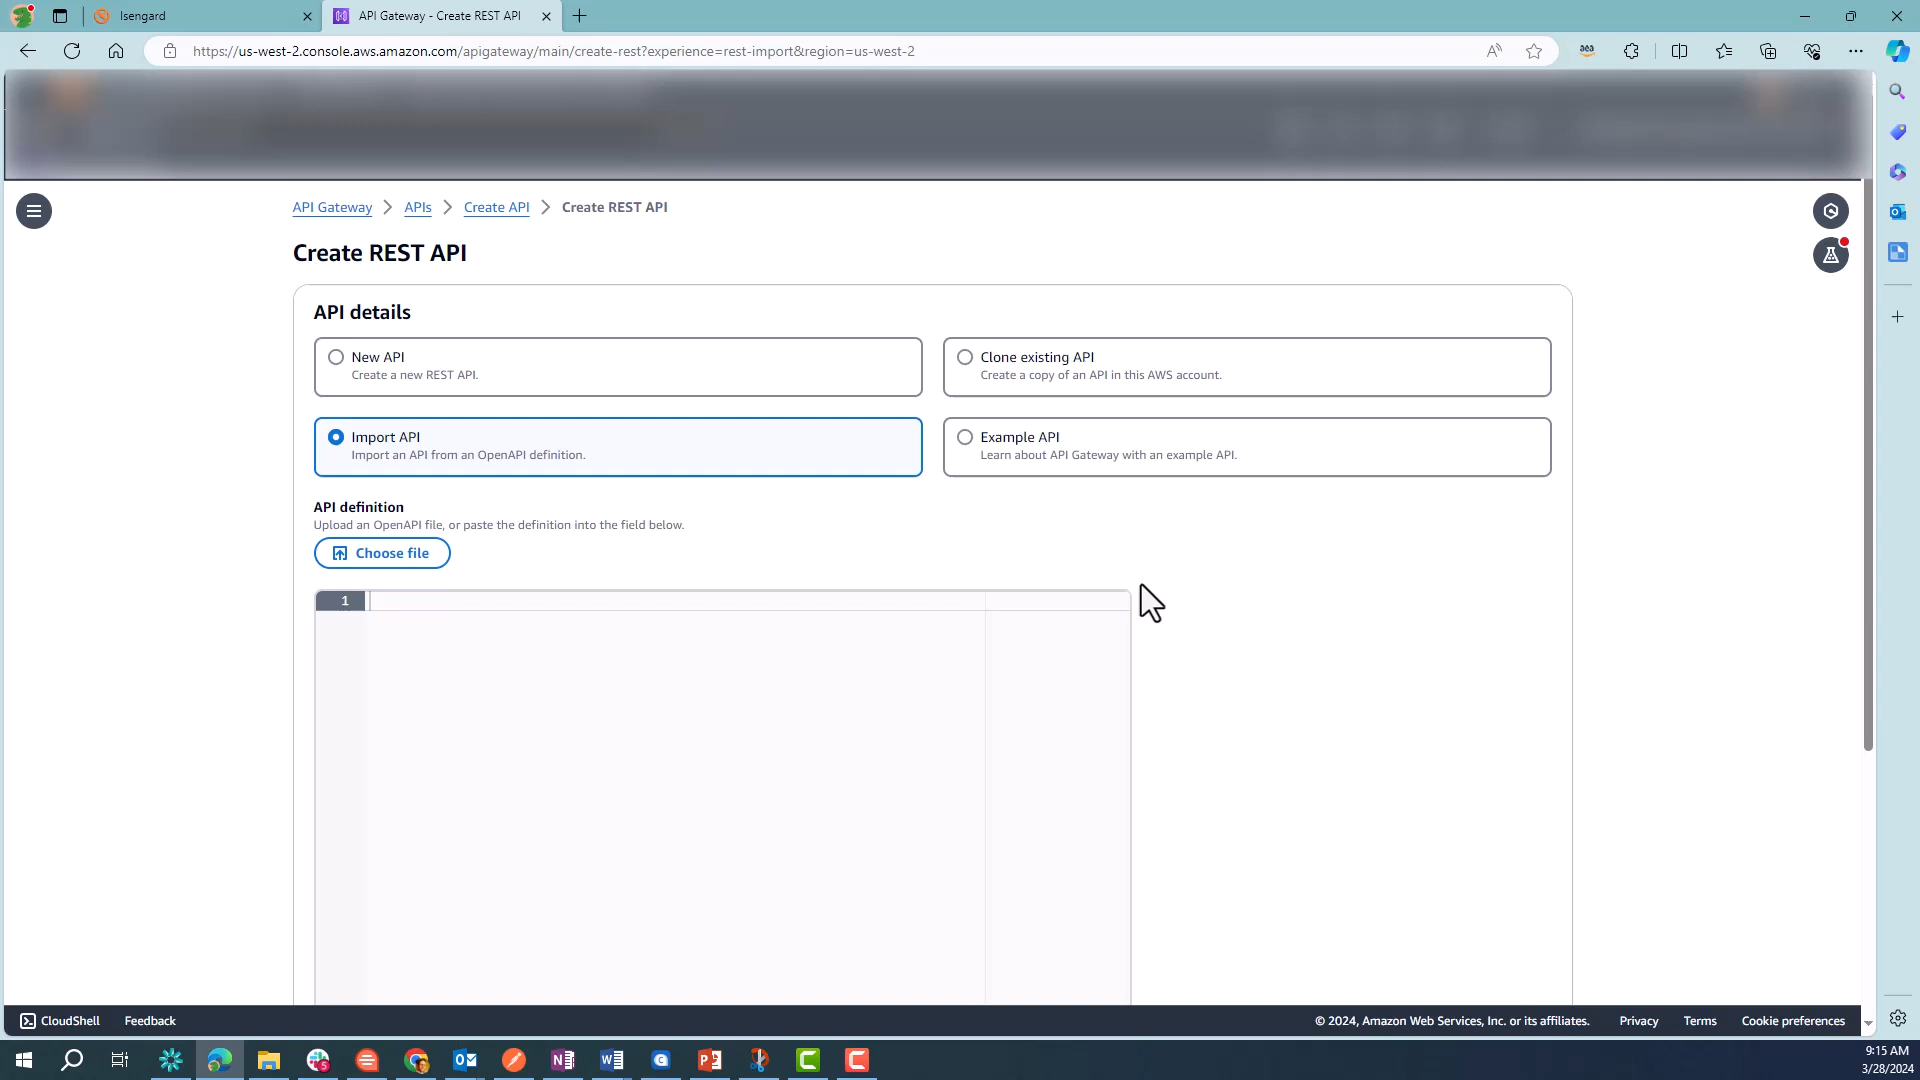 Isengard
API Gateway - Create REST API
https://us-west-2.console.aws.amazon.com/apigateway/main/create-rest?experience=rest-import&region=us-west-2
API Gateway
APIs
Create API
Create REST API
Create REST API
API details
New API
Create a new REST API.
Clone existing API
Create a copy of an API in this AWS account.
Import API
Import an API from an OpenAPI definition.
Example API
Learn about API Gateway with an example API.
API definition
Upload an OpenAPI file, or paste the definition into the field below.
Choose file
1
CloudShell
Feedback
© 2024, Amazon Web Services, Inc. or its affiliates.
Privacy
Terms
Cookie preferences
9:15 AM
3/28/2024